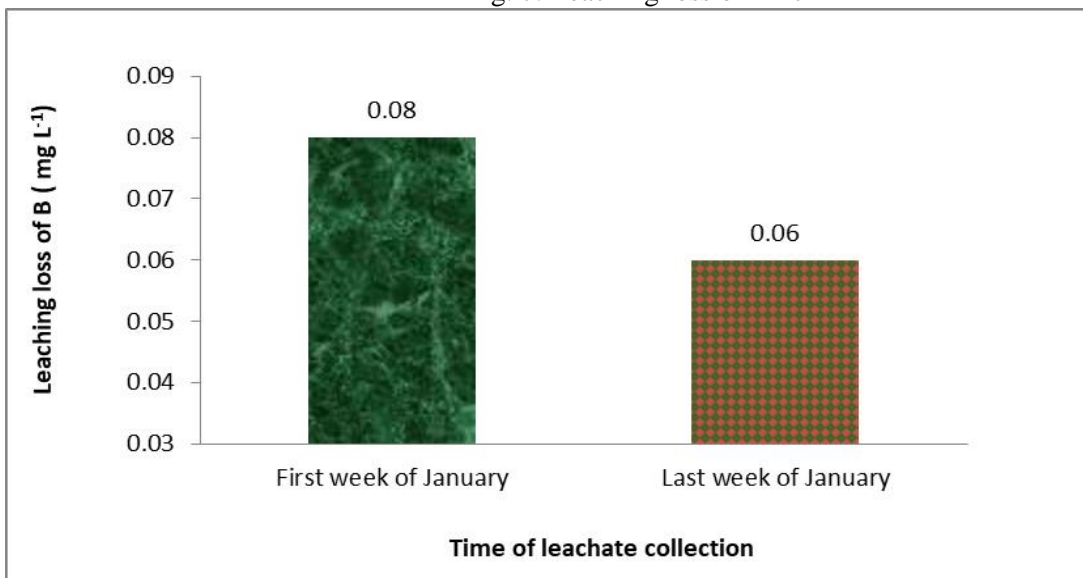 0.09
0.08
0.07
0.06
0.05
0.04
0.03
Leaching loss of B ( mg L-1)
0.08
0.06
First week of January
Last week of January
Time of leachate collection